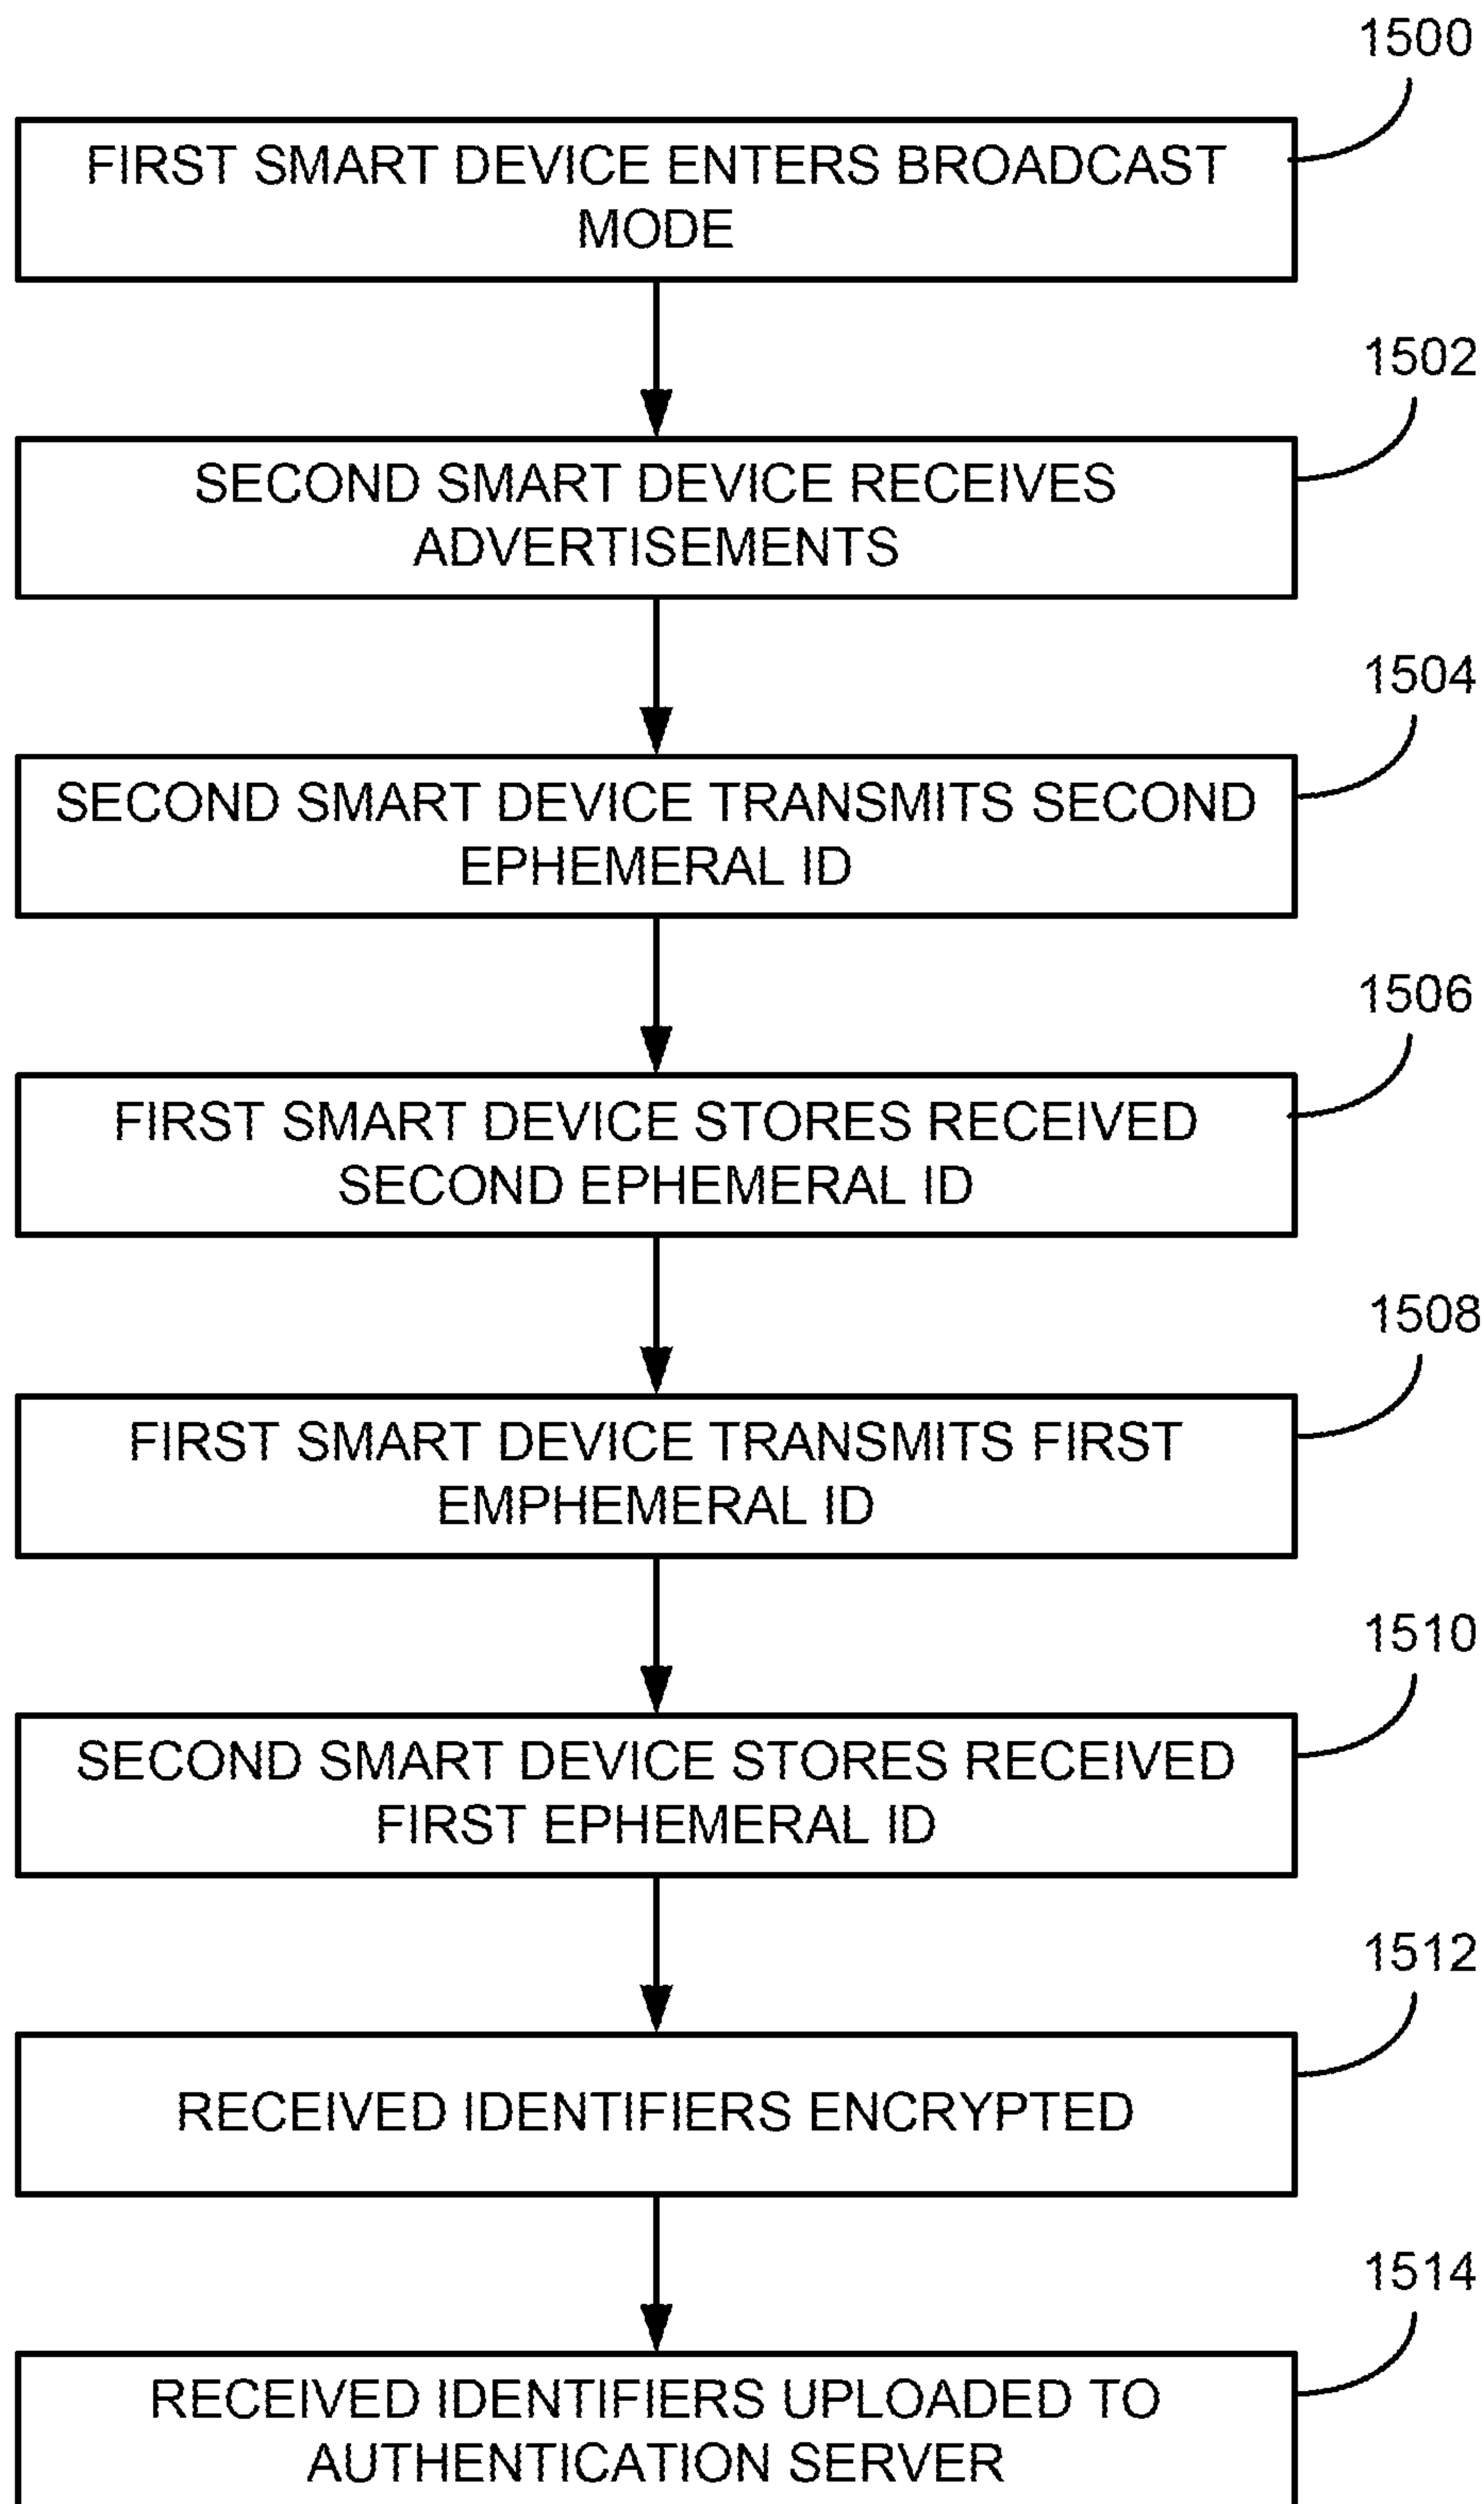 1500
FIRST SMART DEVICE ENTERS BROADCAST
MODE
1502
SECOND SMART DEVICE RECEIVES
ADVERTISEMENTS
1504
SECOND SMART DEVICE TRANSMITS SECOND
EPHEMERAL ID
1506
FIRST SMART DEVICE STORES RECEIVED
SECOND EPHEMERAL ID
1508
FIRST SMART DEVICE TRANSMITS FIRST
EMPHEMERAL ID
1510
SECOND SMART DEVICE STORES RECEIVED
FIRST EPHEMERAL ID
1512
RECEIVED IDENTIFIERS ENCRYPTED
1514
RECEIVED IDENTIFIERS UPLOADED TO
AUTHENTICATION SERVER